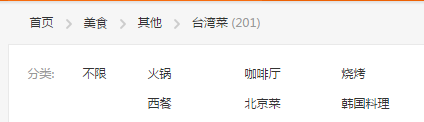 首页 > 美食 > 其他 > 台湾菜 (201)
分类: 不限 火锅 咖啡厅 烧烤
西餐 北京菜 韩国料理